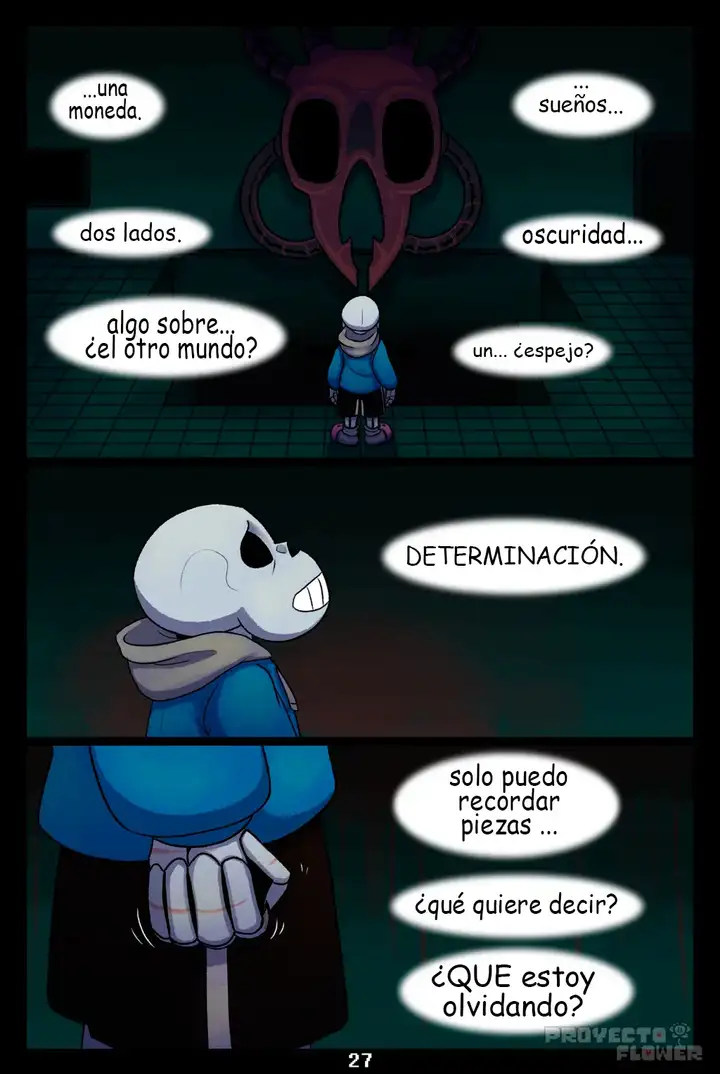 ...una
moneda.
...
sueños...
dos lados.
oscuridad...
algo sobre...
¿el otro mundo?
un... ¿espejo?
DETERMINACIÓN.
solo puedo
recordar
piezas ...
¿qué quiere decir?
¿QUE estoy
olvidando?
PROYECTO
FLOWER
27